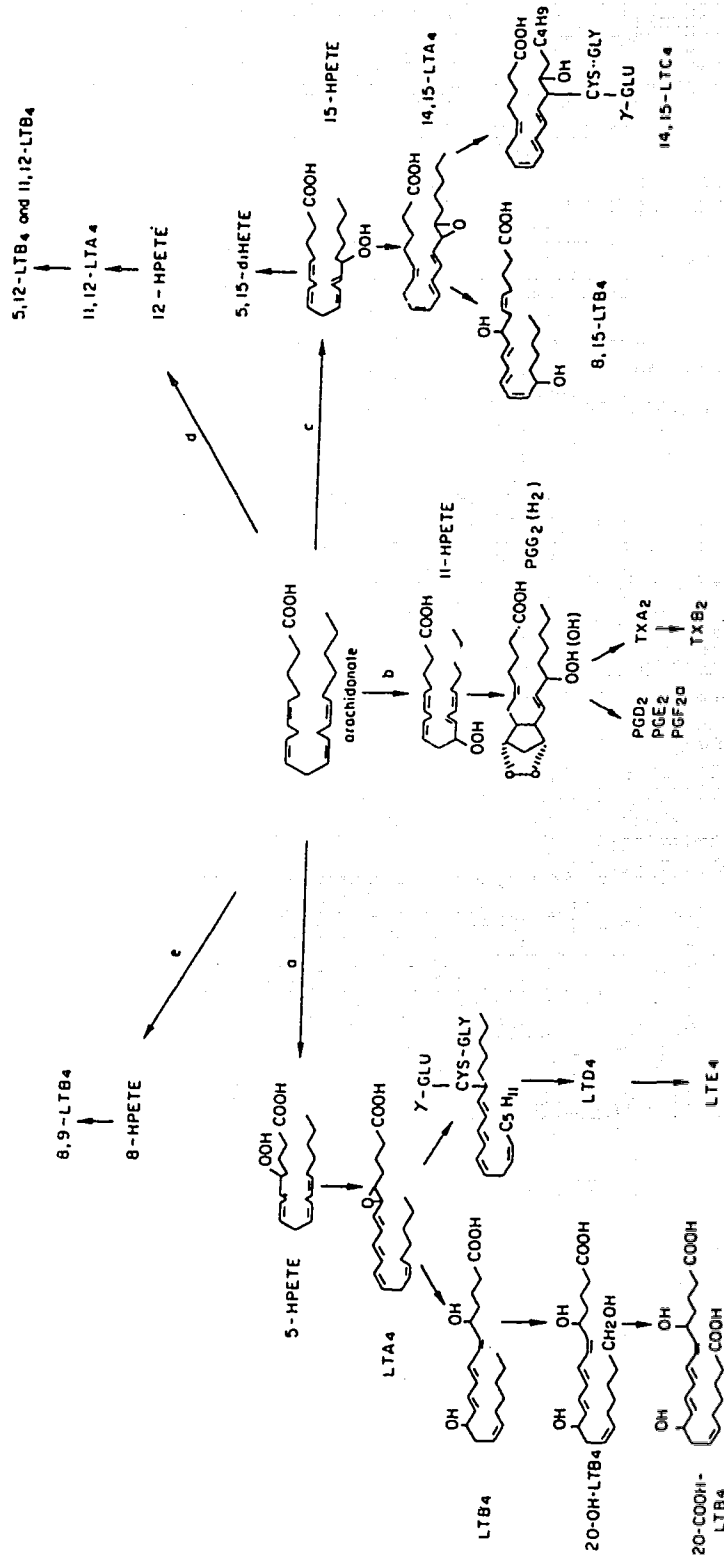 5,12-LTB4 and 11,12-LTB4
11,12-LTA4
12-HPETE
d
8,9-LTB4
8-HPETE
e
COOH
arachidonate
a
b
c
OOH
COOH
5-HPETE
O
COOH
LTA4
OH
OH
COOH
LTB4
OH
OH
CH2OH
COOH
20-OH-LTB4
OH
OH
COOH
COOH
20-COOH-
LTB4
γ-GLU
CYS-GLY
C5H11
LTD4
LTE4
11-HPETE
COOH
OOH
PGG2(H2)
COOH
O
O
OOH(OH)
PGD2
PGE2
PGF2α
TXA2
TXB2
5,15-diHETE
15-HPETE
COOH
OOH
14,15-LTA4
COOH
O
OH
COOH
OH
8,15-LTB4
COOH
C4H9
OH
CYS-GLY
γ-GLU
14,15-LTC4